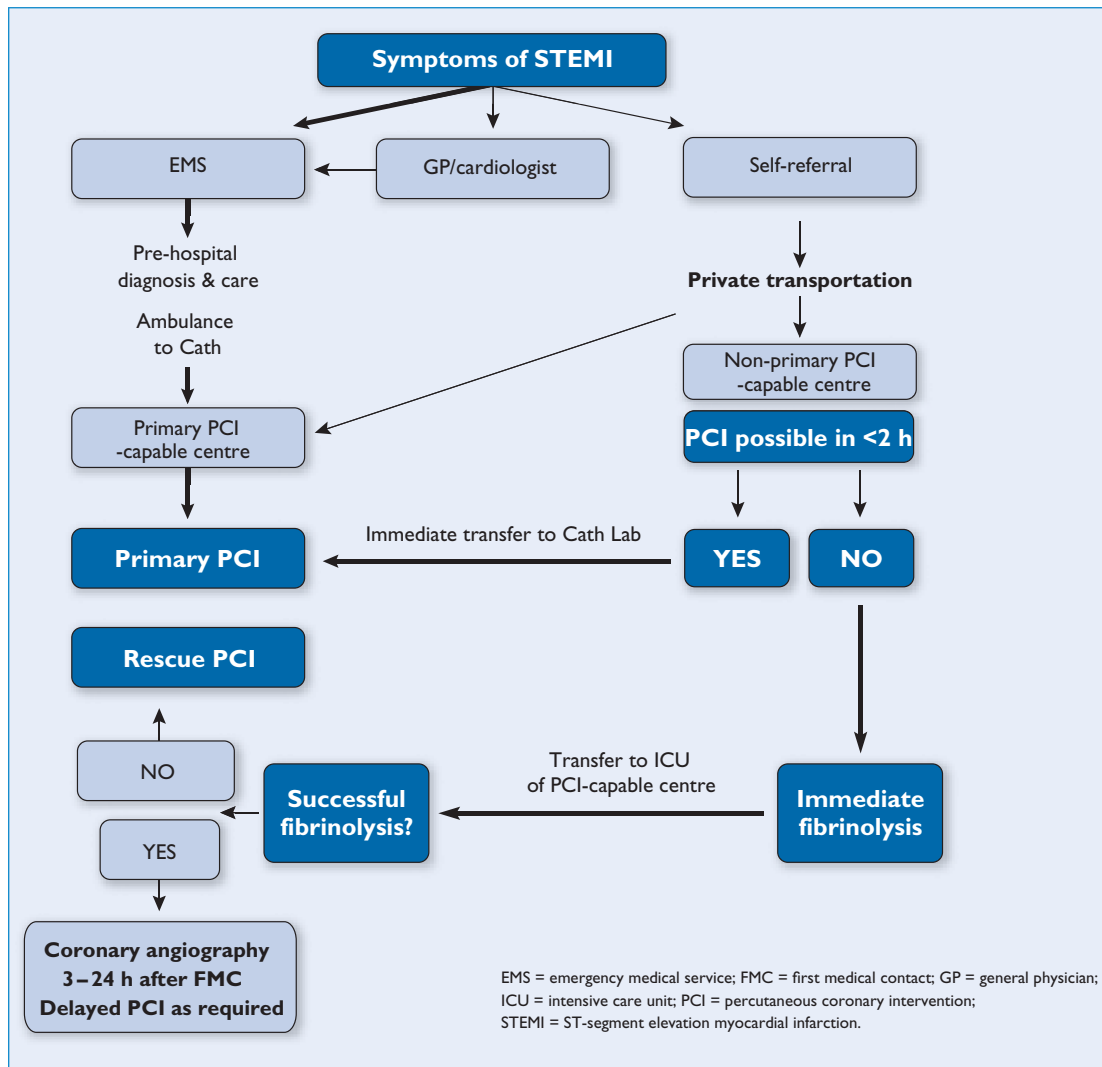 Symptoms of STEMI
EMS
GP/cardiologist
Self-referral
Pre-hospital
diagnosis & care
Private transportation
Ambulance
to Cath
Non-primary PCI
-capable centre
Primary PCI
-capable centre
PCI possible in <2 h
Immediate transfer to Cath Lab
Primary PCI
YES
NO
Rescue PCI
NO
Transfer to ICU
of PCI-capable centre
Successful
fibrinolysis?
Immediate
fibrinolysis
YES
Coronary angiography
3–24 h after FMC
Delayed PCI as required
EMS = emergency medical service; FMC = first medical contact; GP = general physician;
ICU = intensive care unit; PCI = percutaneous coronary intervention;
STEMI = ST-segment elevation myocardial infarction.